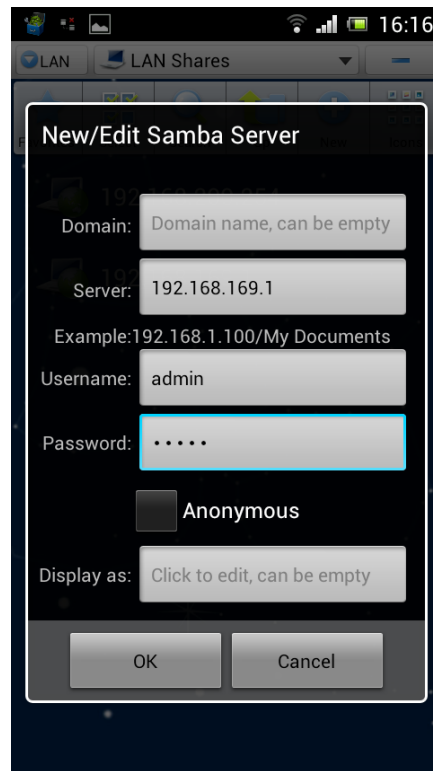 16:16
LAN LAN Shares
New/Edit Samba Server
Domain: Domain name, can be empty
Server: 192.168.169.1
Example:192.168.1.100/My Documents
Username: admin
Password: •••••
Anonymous
Display as: Click to edit, can be empty
OK Cancel